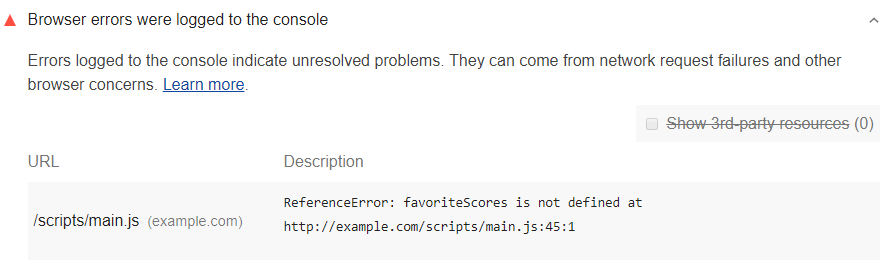 Browser errors were logged to the console
Errors logged to the console indicate unresolved problems. They can come from network request failures and other
browser concerns. Learn more.
Show 3rd-party resources (0)
URL Description
/scripts/main.js (example.com)
ReferenceError: favoriteScores is not defined at
http://example.com/scripts/main.js:45:1